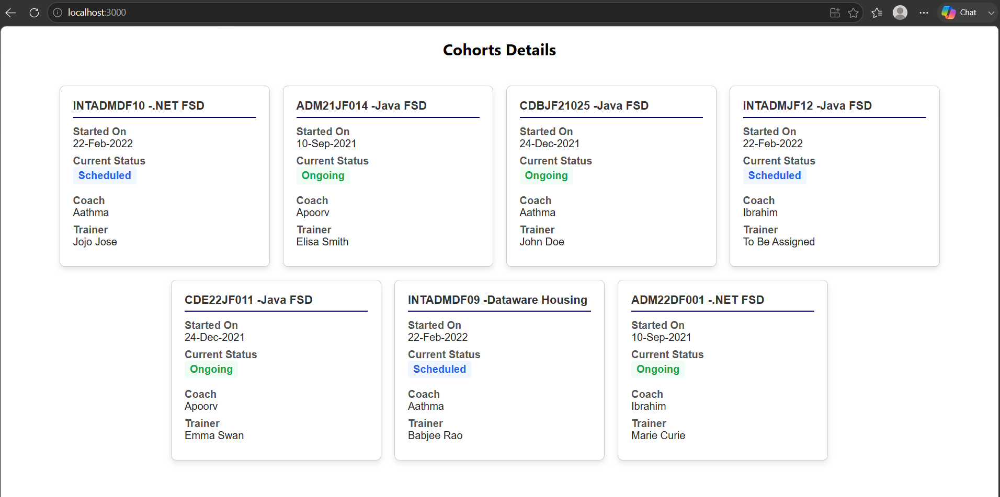 localhost:3000
Chat
Cohorts Details
INTADMDF10 -.NET FSD
Started On
22-Feb-2022
Current Status
Scheduled
Coach
Aathma
Trainer
Jojo Jose
ADM21JF014 -Java FSD
Started On
10-Sep-2021
Current Status
Ongoing
Coach
Apoorv
Trainer
Elisa Smith
CDBJF21025 -Java FSD
Started On
24-Dec-2021
Current Status
Ongoing
Coach
Aathma
Trainer
John Doe
INTADMJF12 -Java FSD
Started On
22-Feb-2022
Current Status
Scheduled
Coach
Ibrahim
Trainer
To Be Assigned
CDE22JF011 -Java FSD
Started On
24-Dec-2021
Current Status
Ongoing
Coach
Apoorv
Trainer
Emma Swan
INTADMDF09 -Dataware Housing
Started On
22-Feb-2022
Current Status
Scheduled
Coach
Aathma
Trainer
Babjee Rao
ADM22DF001 -.NET FSD
Started On
10-Sep-2021
Current Status
Ongoing
Coach
Ibrahim
Trainer
Marie Curie